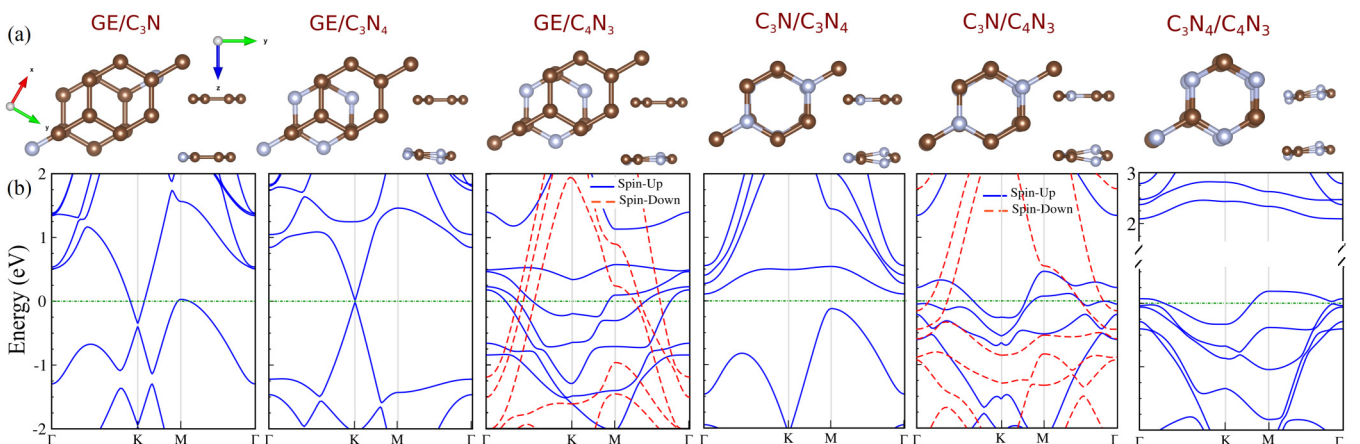 GE/C₃N GE/C₃N₄ GE/C₄N₃ C₃N/C₃N₄ C₃N/C₄N₃ C₃N₄/C₄N₃
(a)
y
x
z
y
(b)
2 3
Spin-Up Spin-Up
Spin-Down Spin-Down
2
1
Energy (eV)
0
-1
-2
Γ K M Γ Γ K M Γ Γ K M Γ Γ K M Γ Γ K M Γ Γ K M Γ